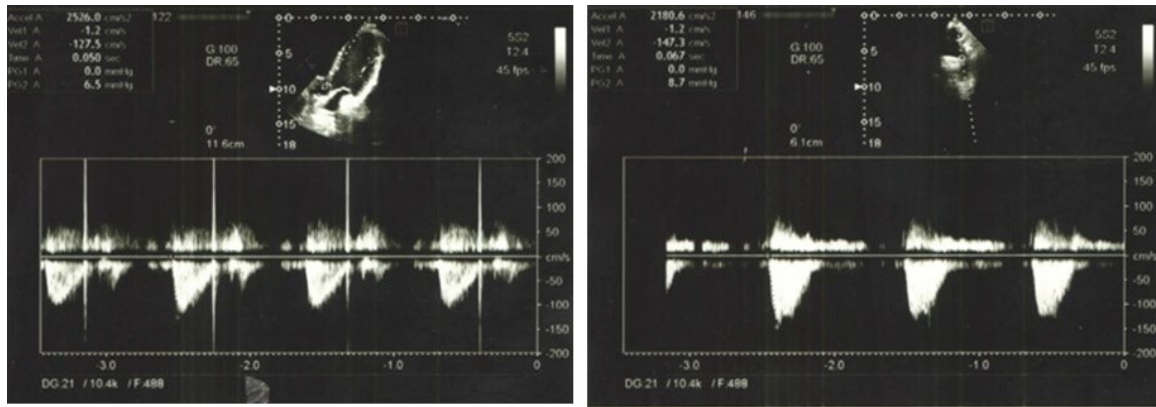 Accel A 2526.0 cm/s2 122
Vel1 A -1.2 cm/s
Vel2 A -127.5 cm/s
Time A 0.050 sec
PG1 A 0.0 mmHg
PG2 A 6.5 mmHg
G:100
DR:65
0°
11.6cm
0
5
10
15
18
5S2
T2.4
45 fps
200
150
100
50
cm/s
-50
-100
-150
-200
-3.0 -2.0 -1.0 0
DG:21 / 10.4k / F:488
Accel A 2180.6 cm/s2 146
Vel1 A -1.2 cm/s
Vel2 A -147.3 cm/s
Time A 0.067 sec
PG1 A 0.0 mmHg
PG2 A 8.7 mmHg
G:100
DR:65
0°
6.1cm
0
5
10
15
18
5S2
T2.4
45 fps
200
150
100
50
cm/s
-50
-100
-150
-200
-3.0 -2.0 -1.0 0
DG:21 / 10.4k / F:488